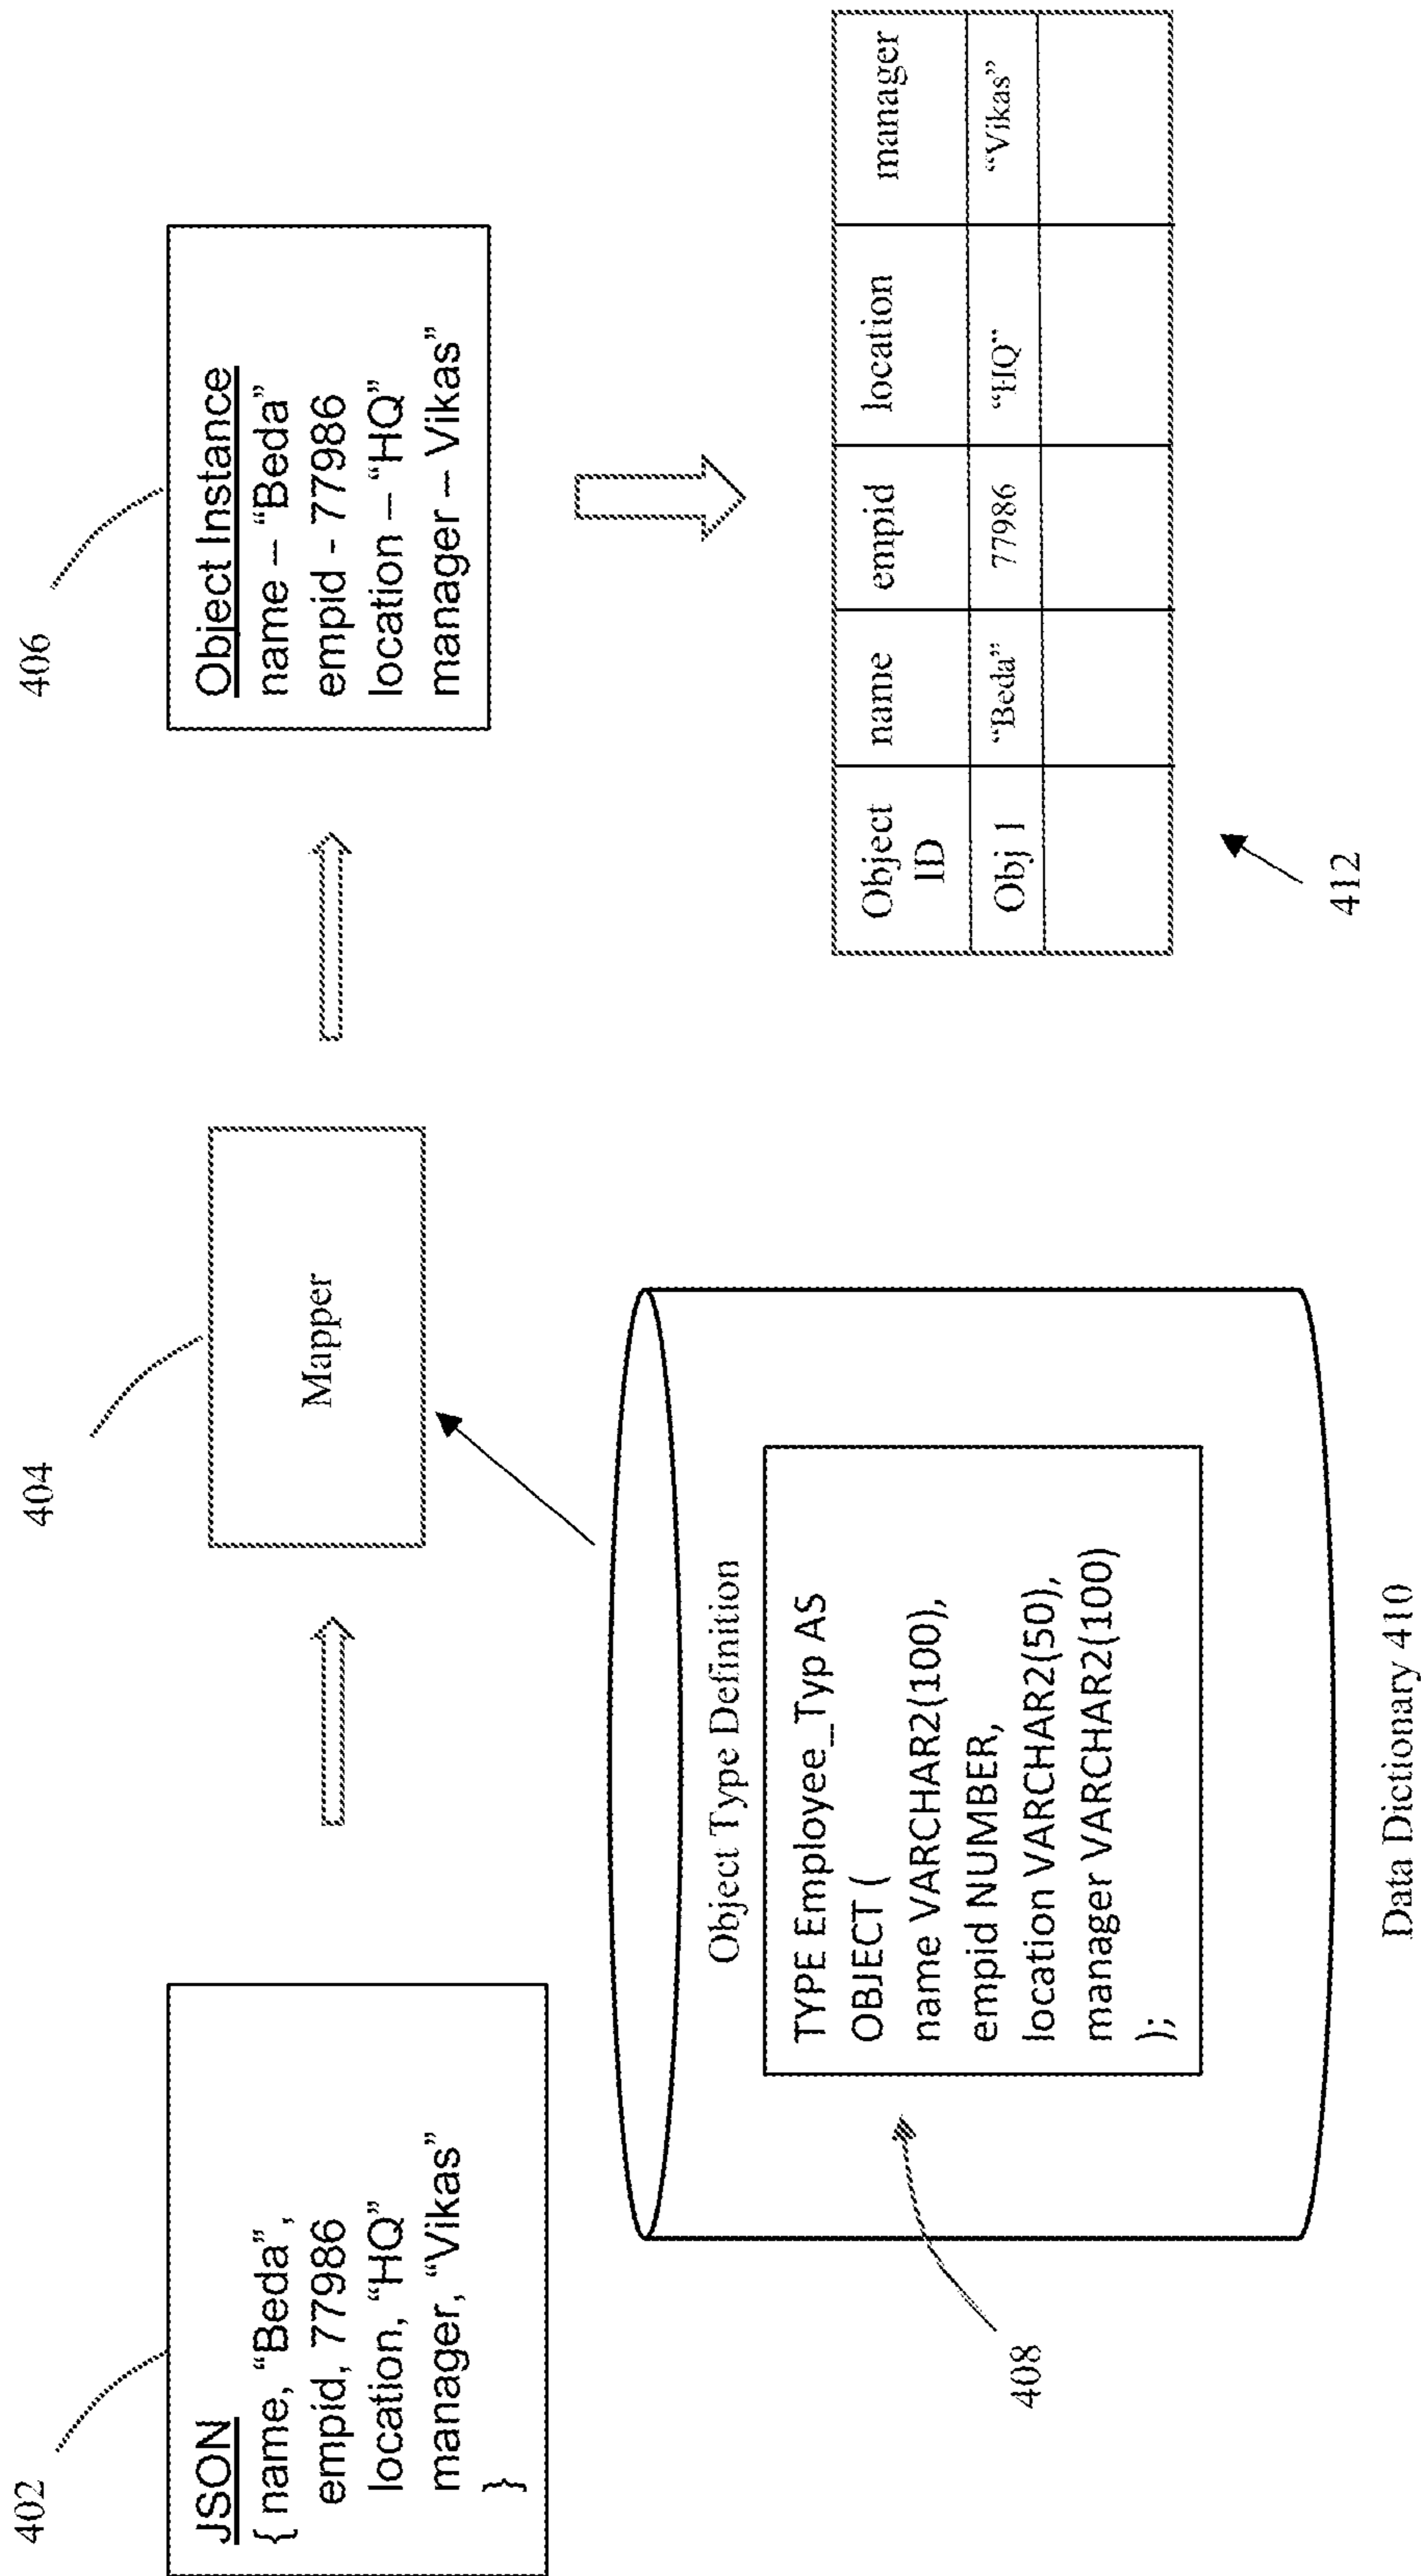 402
JSON
{ name, “Beda”,
empid, 77986
location, “HQ”
manager, “Vikas”
}
404
Mapper
406
Object Instance
name – “Beda”
empid - 77986
location – “HQ”
manager – Vikas”
408
Object Type Definition
TYPE Employee_Typ AS
OBJECT (
name VARCHAR2(100),
empid NUMBER,
location VARCHAR2(50),
manager VARCHAR2(100)
);
Data Dictionary 410
Object ID name empid location manager
Obj 1 “Beda” 77986 “HQ” “Vikas”
412